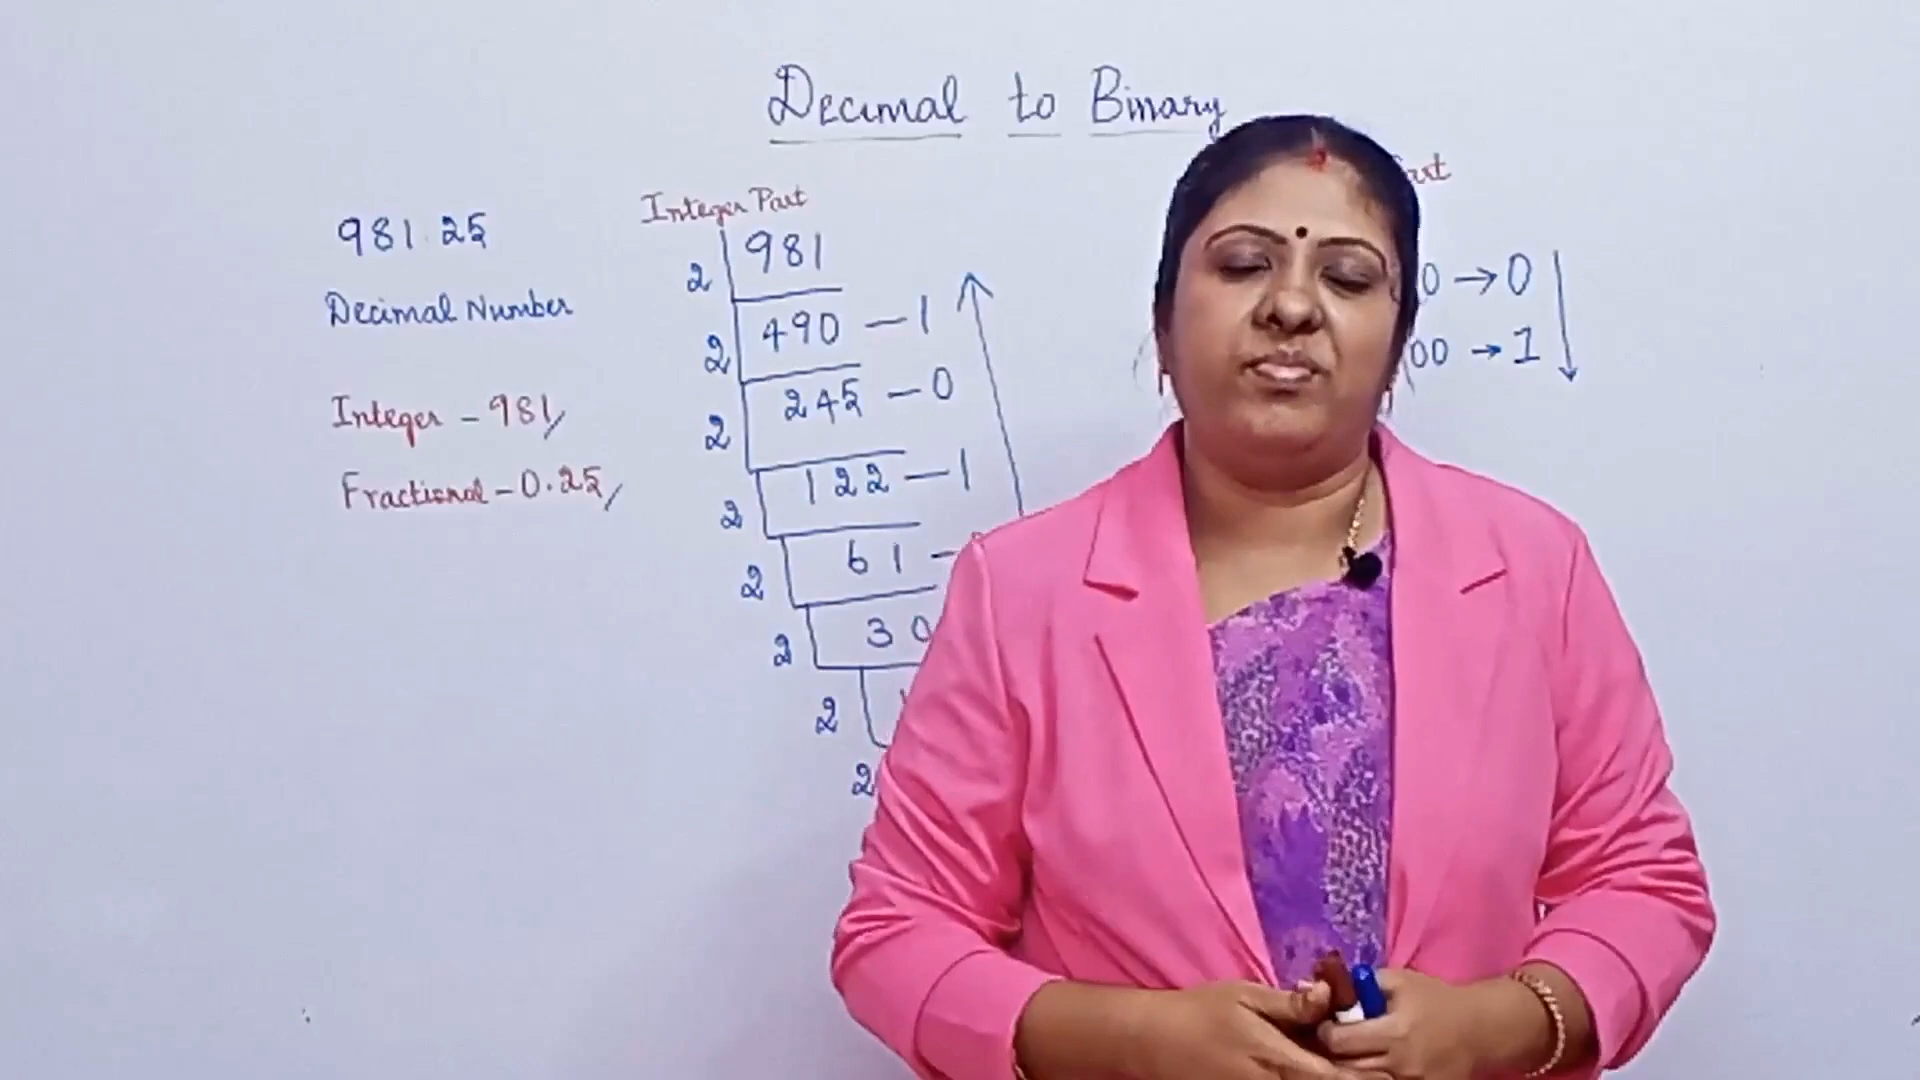 Decimal to Binary
981.25
Decimal Number
Integer - 981/
Fractional - 0.25/
Integer Part
2 981
2 490 — 1
2 245 — 0
2 122 — 1
2 61 —
2 30
2
2
0 → 0
00 → 1